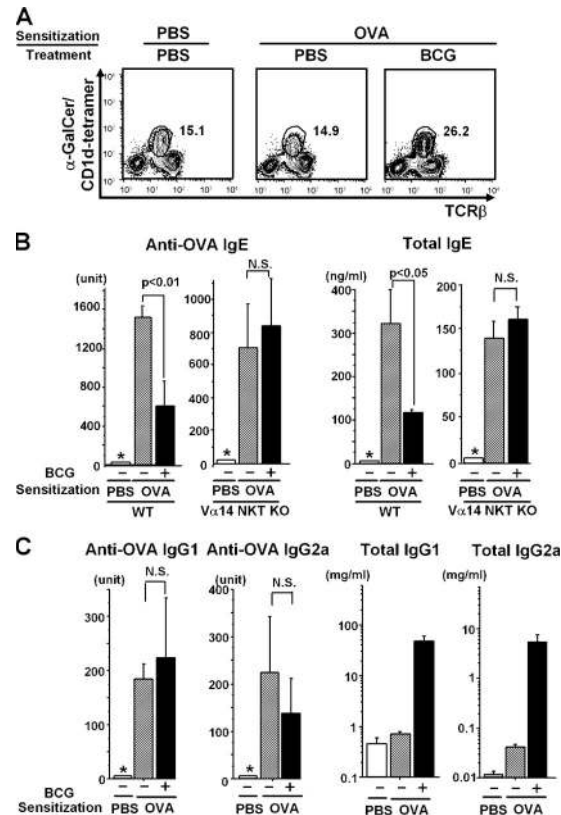 A
Sensitization PBS OVA
Treatment PBS PBS BCG
α-GalCer/
CD1d-tetramer
15.1 14.9 26.2
TCRβ
B
Anti-OVA IgE Total IgE
(unit) p<0.01 N.S. (ng/ml) p<0.05 N.S.
1600 1200 800 400 0
1000 800 600 400 200 0
400 300 200 100 0
200 150 100 50 0
* * * *
BCG − − + − − + − − + − − +
Sensitization PBS OVA PBS OVA PBS OVA PBS OVA
WT Vα14 NKT KO WT Vα14 NKT KO
C
Anti-OVA IgG1 Anti-OVA IgG2a Total IgG1 Total IgG2a
(unit) N.S. (unit) N.S. (mg/ml) (mg/ml)
300 200 100 0
400 300 200 100 0
100 10 1 0.1
10 1 0.1 0.01
* *
BCG − − + − − + − − + − − +
Sensitization PBS OVA PBS OVA PBS OVA PBS OVA